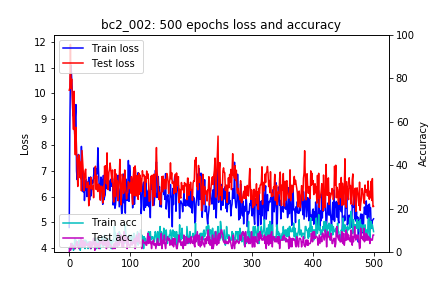 bc2_002: 500 epochs loss and accuracy
12
11
10
9
8
7
6
5
4
Loss
Train loss
Test loss
Train acc
Test acc
100
80
60
40
20
0
Accuracy
0 100 200 300 400 500